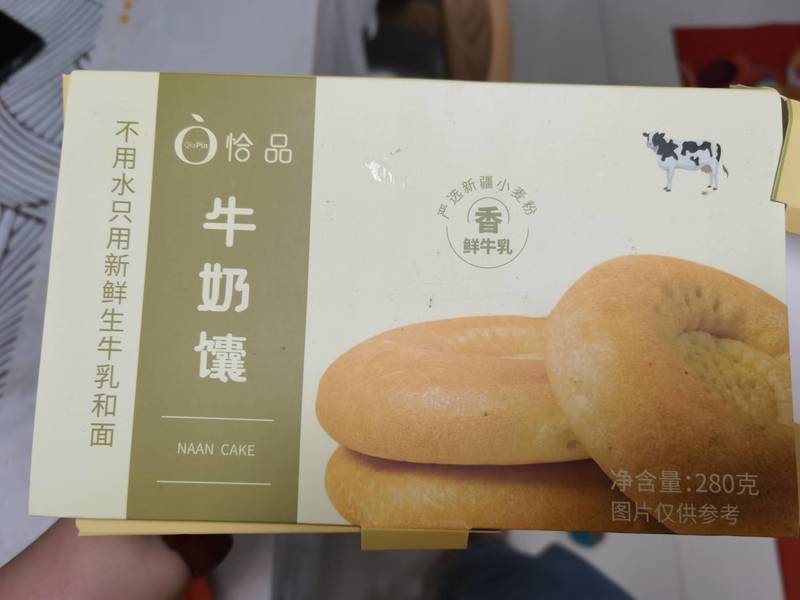 不用水只用新鲜生牛乳和面
QiaPin
恰品
牛奶馕
NAAN CAKE
严选新疆小麦粉
香
鲜牛乳
净含量:280克
图片仅供参考